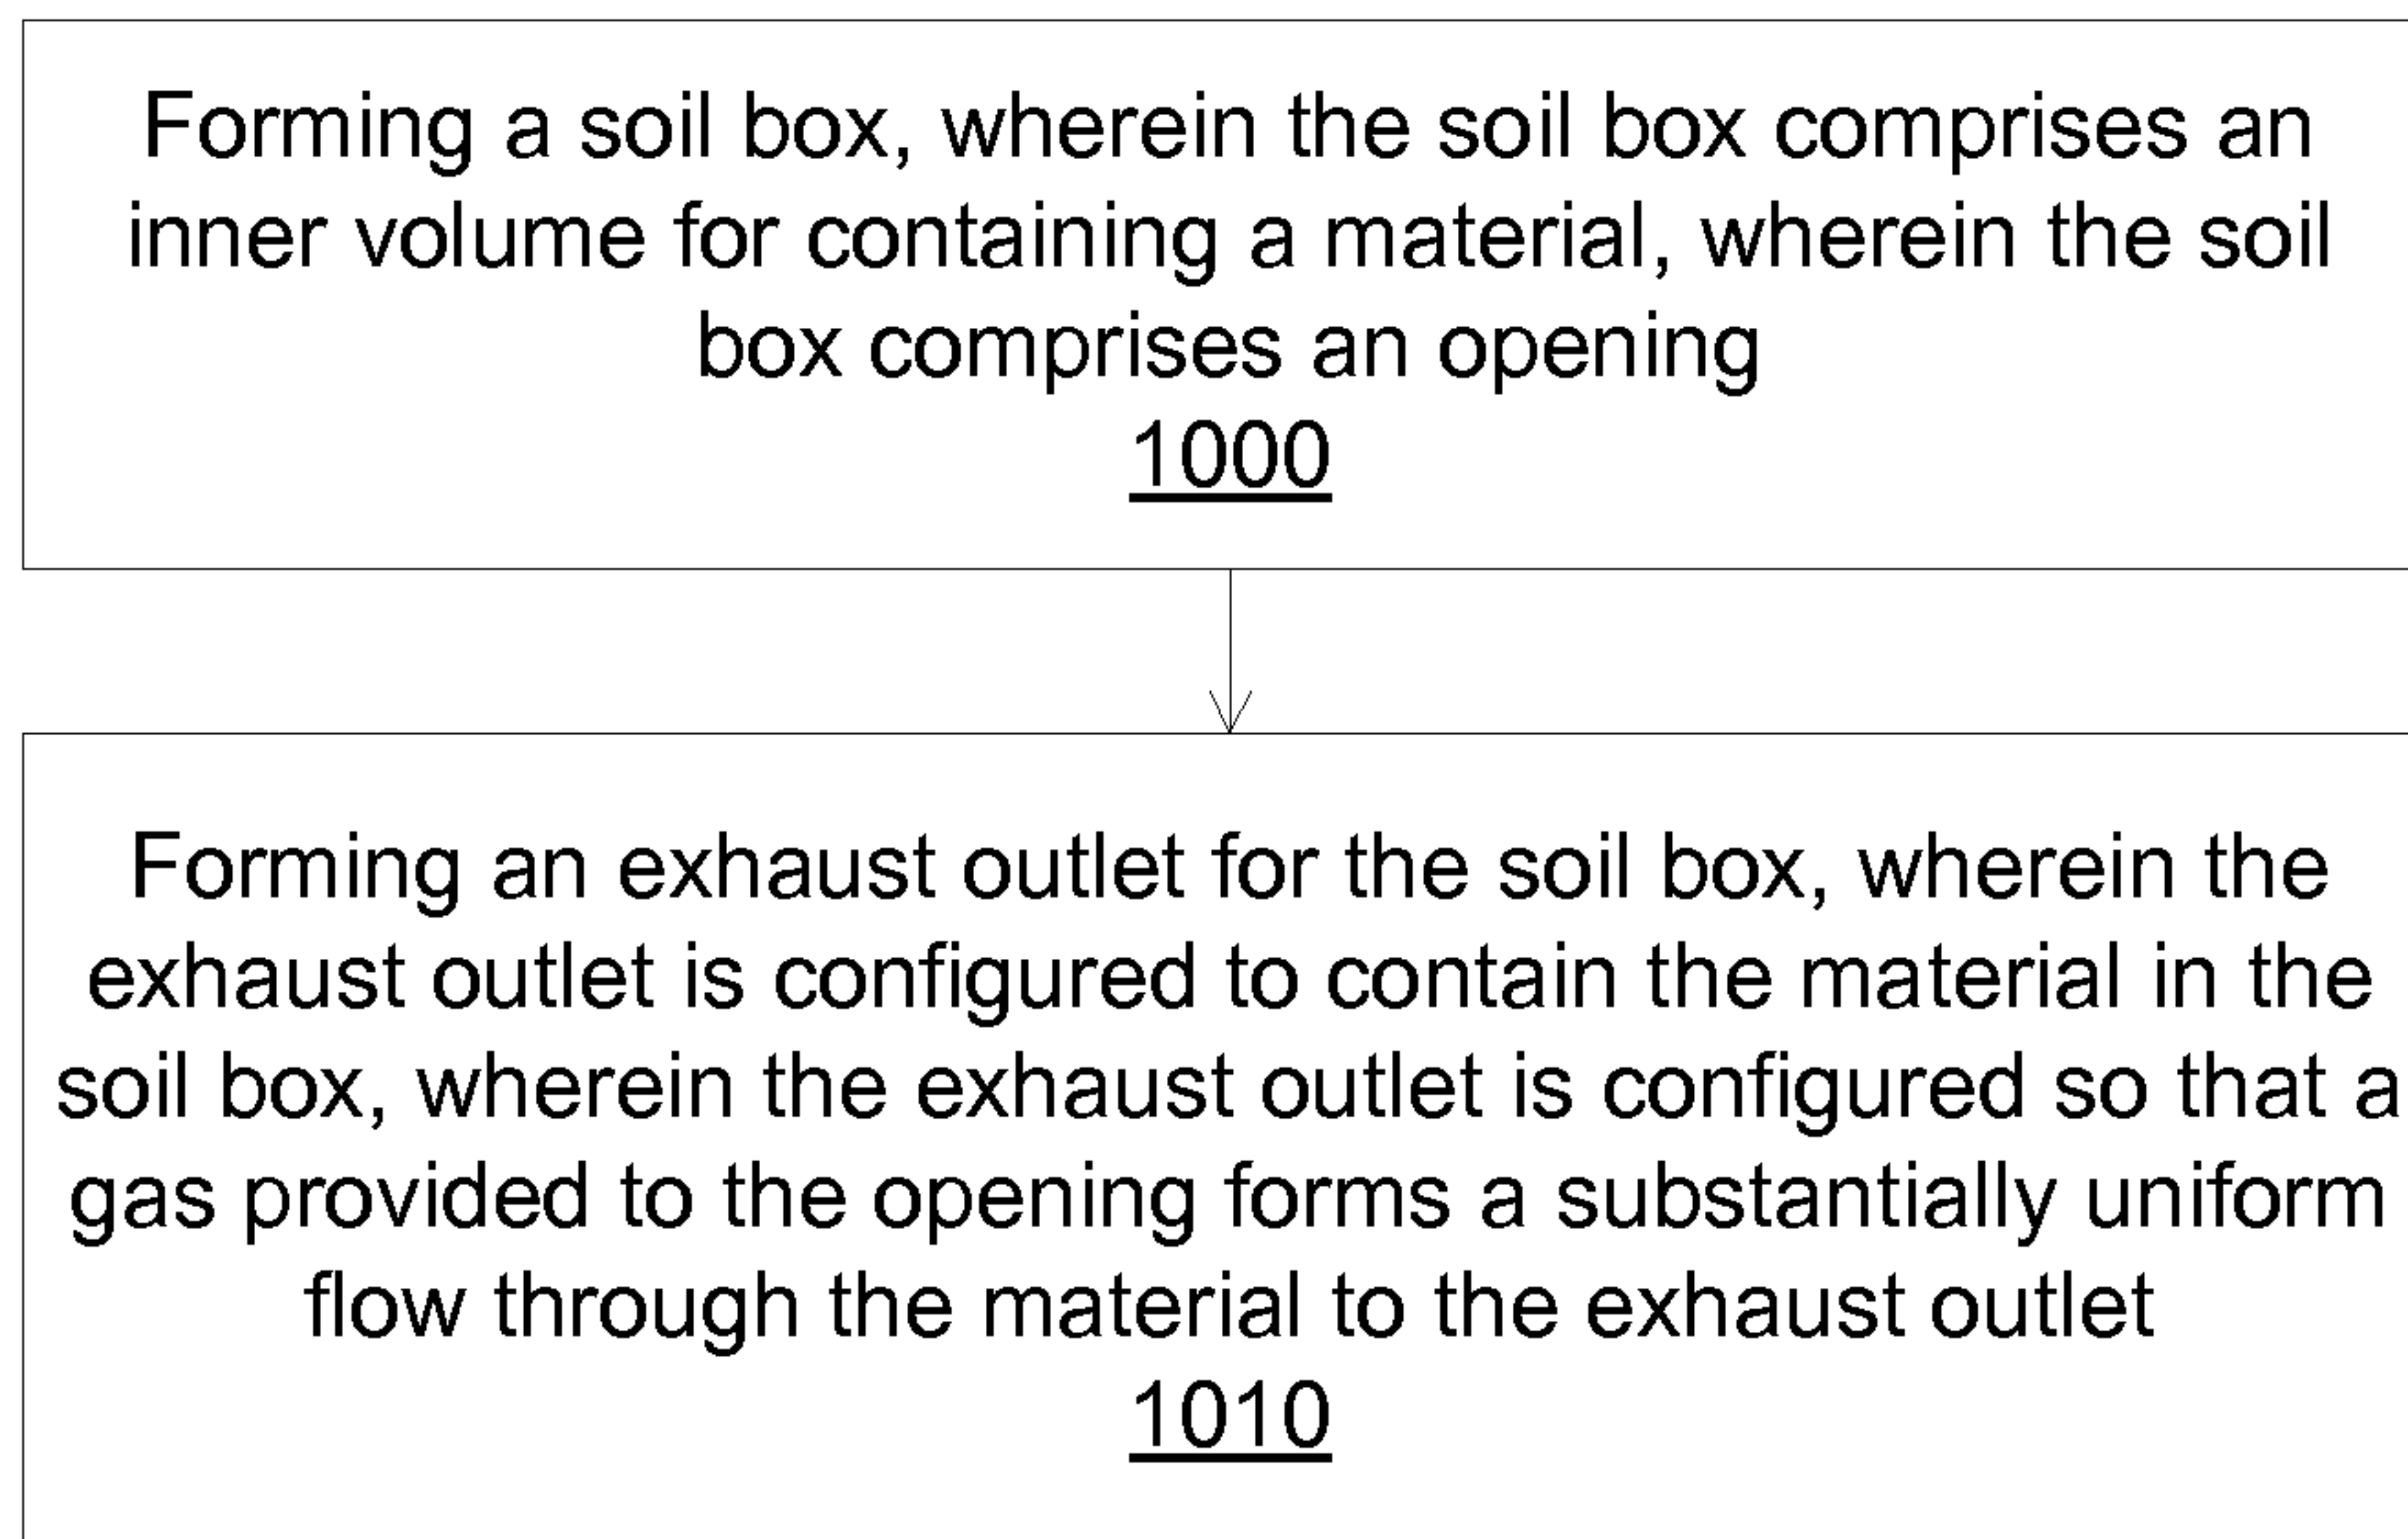 Forming a soil box, wherein the soil box comprises an
inner volume for containing a material, wherein the soil
box comprises an opening
1000
Forming an exhaust outlet for the soil box, wherein the
exhaust outlet is configured to contain the material in the
soil box, wherein the exhaust outlet is configured so that a
gas provided to the opening forms a substantially uniform
flow through the material to the exhaust outlet
1010